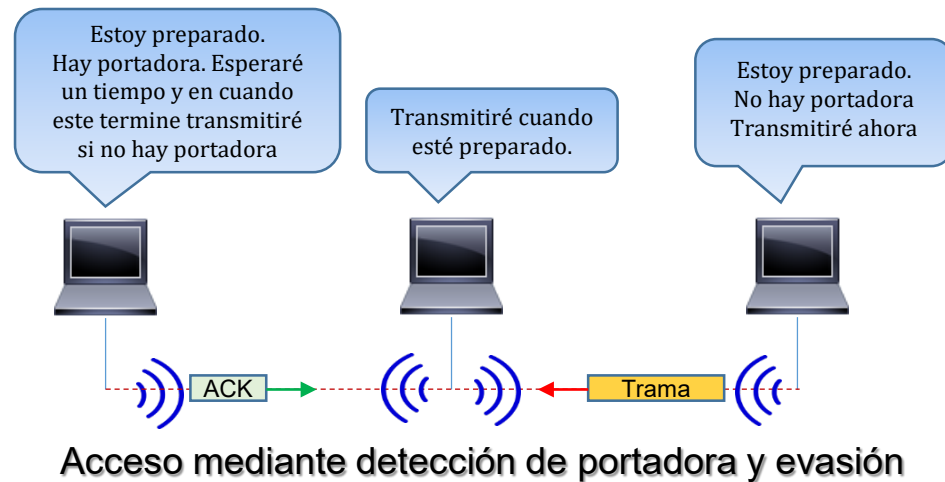 Estoy preparado.
Hay portadora. Esperaré
un tiempo y en cuando
este termine transmitiré
si no hay portadora
Transmitiré cuando
esté preparado.
Estoy preparado.
No hay portadora
Transmitiré ahora
ACK
Trama
Acceso mediante detección de portadora y evasión